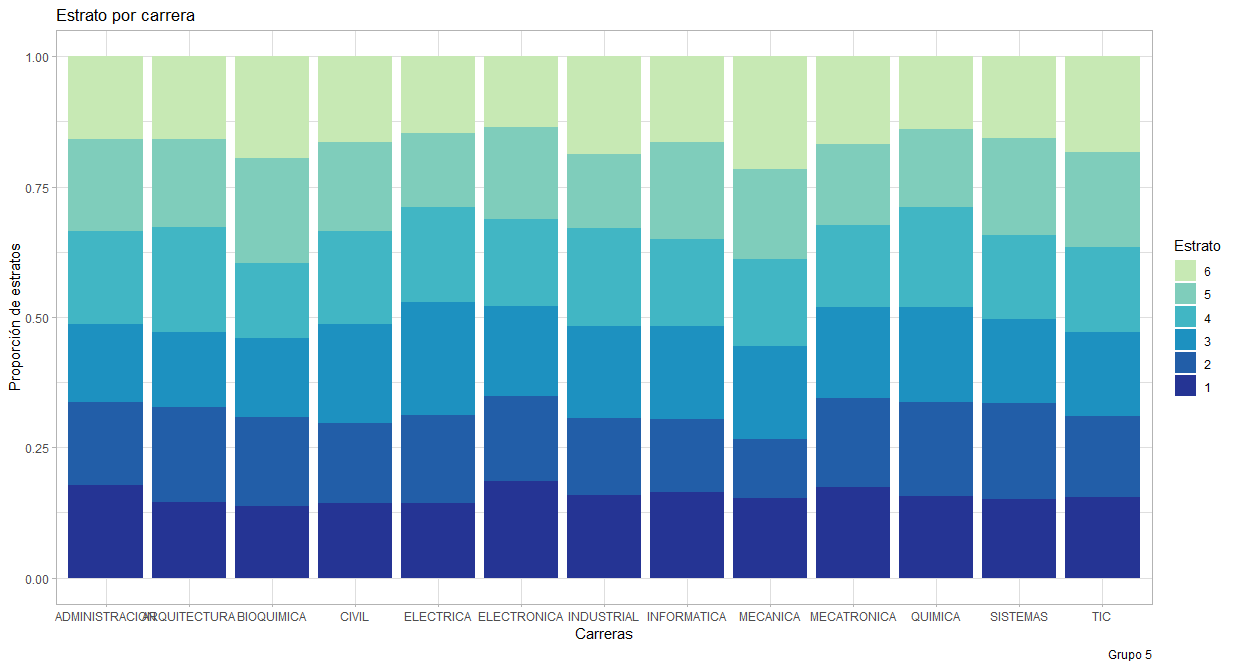 Estrato por carrera
1.00
0.75
0.50
0.25
0.00
Proporción de estratos
ADMINISTRACION ARQUITECTURA BIOQUIMICA CIVIL ELECTRICA ELECTRONICA INDUSTRIAL INFORMATICA MECANICA MECATRONICA QUIMICA SISTEMAS TIC
Carreras
Estrato
6
5
4
3
2
1
Grupo 5